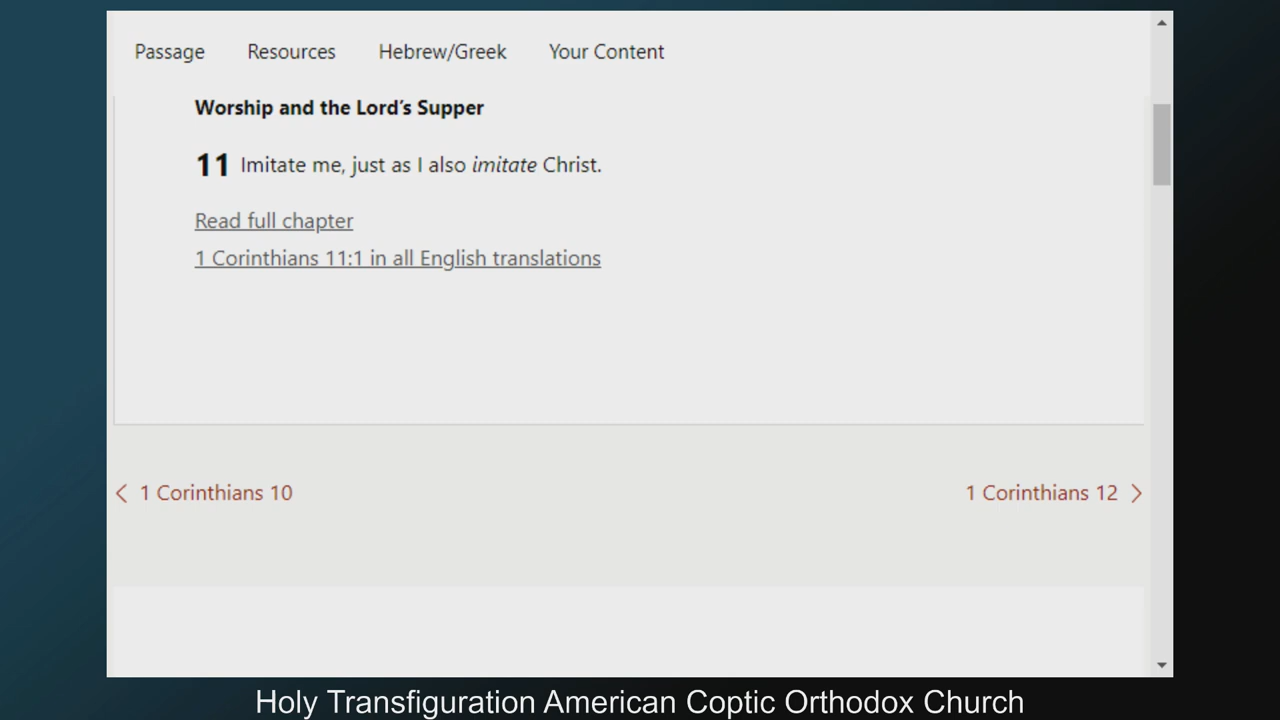 Passage Resources Hebrew/Greek Your Content
Worship and the Lord’s Supper
11 Imitate me, just as I also imitate Christ.
Read full chapter
1 Corinthians 11:1 in all English translations
1 Corinthians 10 1 Corinthians 12
Holy Transfiguration American Coptic Orthodox Church